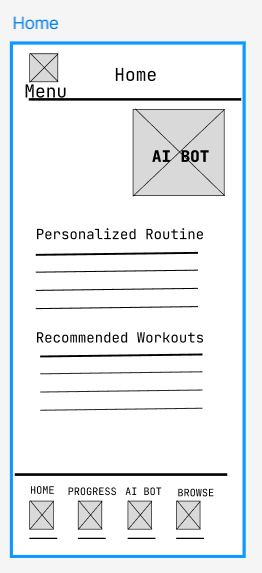 Home
Home
Menu
AI BOT
Personalized Routine
Recommended Workouts
HOME PROGRESS AI BOT BROWSE